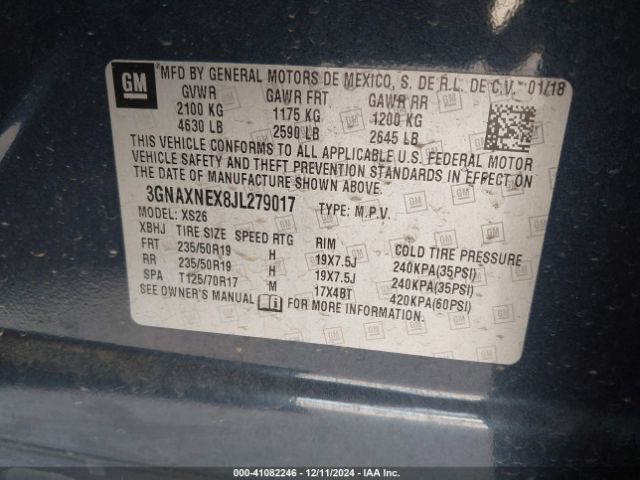 GM
*MFD BY GENERAL MOTORS DE MEXICO, S. DE R.L. DE C.V.* 01/18
GVWR GAWR FRT GAWR RR
2100 KG 1175 KG 1200 KG
4630 LB 2590 LB 2645 LB
THIS VEHICLE CONFORMS TO ALL APPLICABLE U.S. FEDERAL MOTOR
VEHICLE SAFETY AND THEFT PREVENTION STANDARDS IN EFFECT ON
THE DATE OF MANUFACTURE SHOWN ABOVE.
3GNAXNEX8JL279017 TYPE: M.P.V.
MODEL: XS26
XBHJ TIRE SIZE SPEED RTG RIM COLD TIRE PRESSURE
FRT 235/50R19 H 19X7.5J 240KPA(35PSI)
RR 235/50R19 H 19X7.5J 240KPA(35PSI)
SPA T125/70R17 M 17X4BT 420KPA(60PSI)
SEE OWNER'S MANUAL FOR MORE INFORMATION.
000-41082246 - 12/11/2024 - IAA Inc.